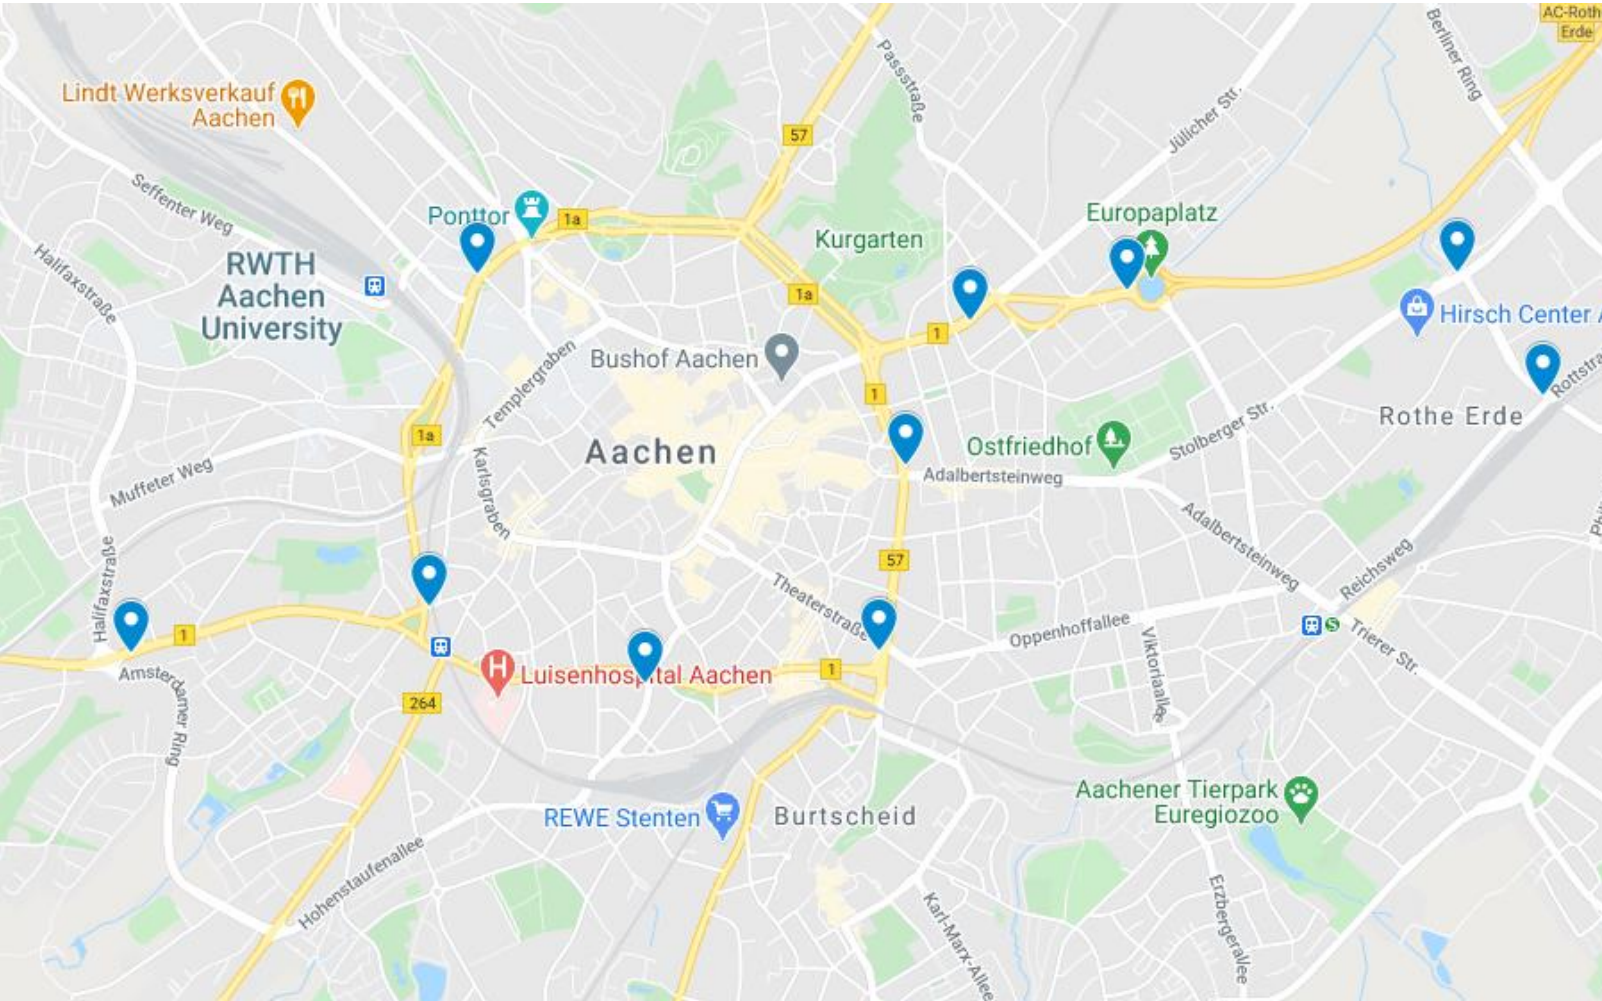 AC-Roth
Erde
Berliner Ring
Passstraße
Lindt Werksverkauf
Aachen
57
Jülicher Str.
Seffenter Weg
Ponttor
1a
Europaplatz
Kurgarten
Halifaxstraße
RWTH
Aachen
University
1a
Hirsch Center A
1
Bushof Aachen
Templergraben
Rottstra
1
Rothe Erde
1a
Aachen
Ostfriedhof
Stolberger Str.
Adalbertsteinweg
Muffeter Weg
Karlsgraben
Adalbertsteinweg
57
Halifaxstraße
Reichsweg
Theaterstraße
Oppenhoffallee
S
1
Viktoriaallee
Trierer Str.
H
Luisenhospital Aachen
1
Amsterdamer Ring
264
Aachener Tierpark
Euregiozoo
REWE Stenten
Burtscheid
Hohenstaufenallee
Erzbergerallee
Karl-Marx-Allee